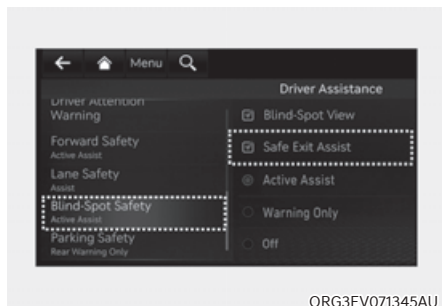 Menu
Driver Assistance
Driver Attention
Warning
Forward Safety
Active Assist
Lane Safety
Assist
Blind-Spot Safety
Active Assist
Parking Safety
Rear Warning Only
Blind-Spot View
Safe Exit Assist
Active Assist
Warning Only
Off
ORG3EV071345AU